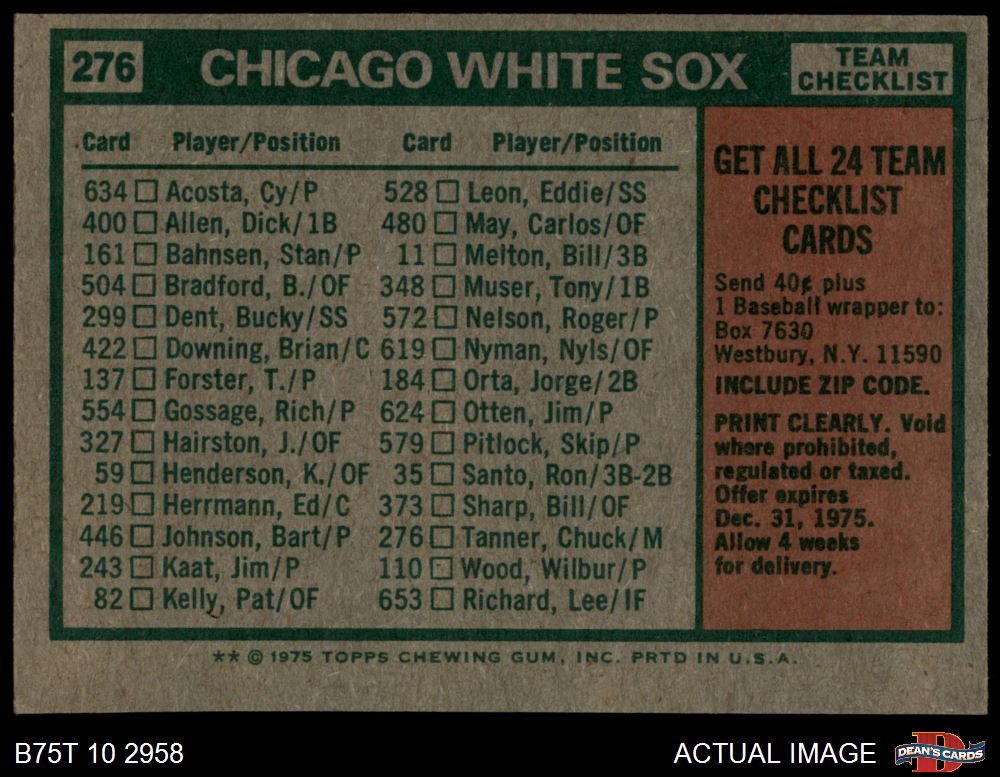 276 CHICAGO WHITE SOX TEAM CHECKLIST
Card Player/Position Card Player/Position
634 Acosta, Cy/P 528 Leon, Eddie/SS
400 Allen, Dick/1B 480 May, Carlos/OF
161 Bahnsen, Stan/P 11 Melton, Bill/3B
504 Bradford, B./OF 348 Muser, Tony/1B
299 Dent, Bucky/SS 572 Nelson, Roger/P
422 Downing, Brian/C 619 Nyman, Nyls/OF
137 Forster, T./P 184 Orta, Jorge/2B
554 Gossage, Rich/P 624 Otten, Jim/P
327 Hairston, J./OF 579 Pitlock, Skip/P
59 Henderson, K./OF 35 Santo, Ron/3B-2B
219 Herrmann, Ed/C 373 Sharp, Bill/OF
446 Johnson, Bart/P 276 Tanner, Chuck/M
243 Kaat, Jim/P 110 Wood, Wilbur/P
82 Kelly, Pat/OF 653 Richard, Lee/IF
GET ALL 24 TEAM
CHECKLIST
CARDS
Send 40¢ plus
1 Baseball wrapper to:
Box 7630
Westbury, N.Y. 11590
INCLUDE ZIP CODE.
PRINT CLEARLY. Void
where prohibited,
regulated or taxed.
Offer expires
Dec. 31, 1975.
Allow 4 weeks
for delivery.
** © 1975 TOPPS CHEWING GUM, INC. PRTD IN U.S.A.
B75T 10 2958 ACTUAL IMAGE DEAN'S CARDS